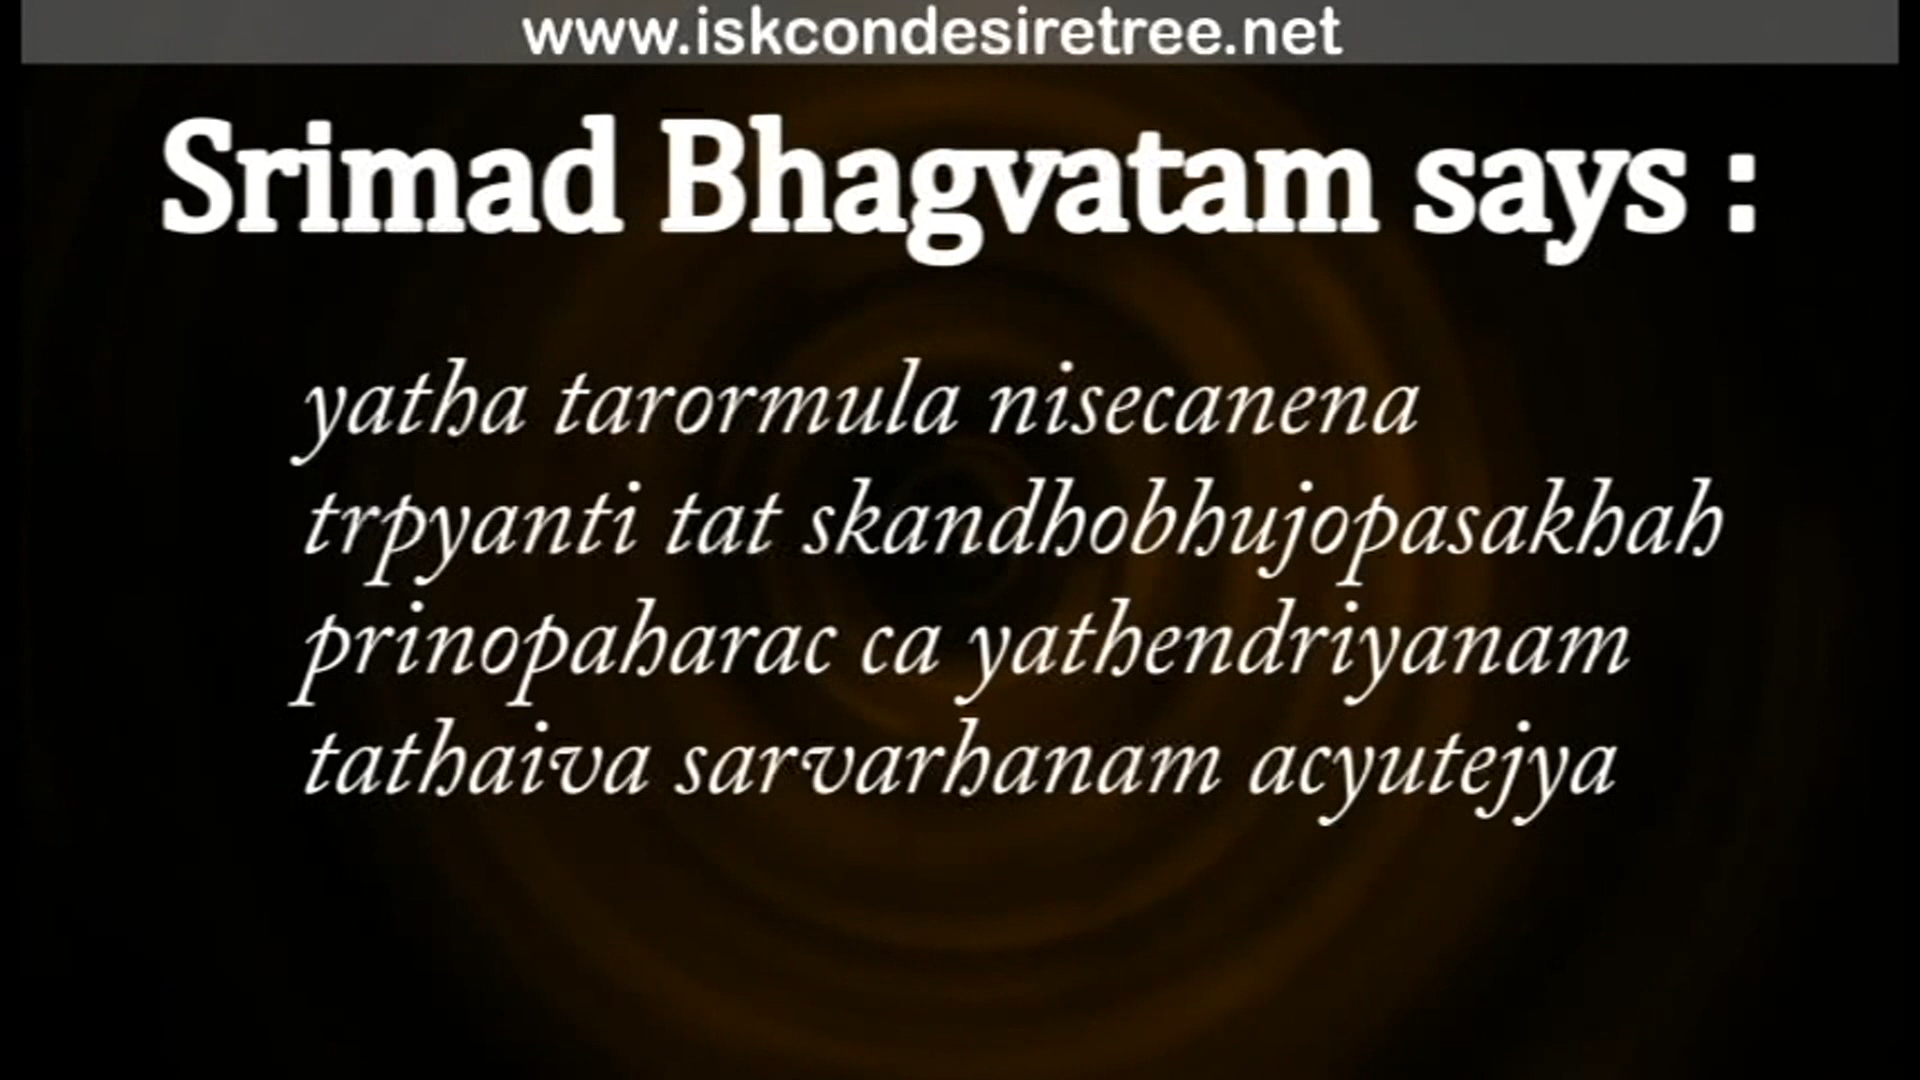 www.iskcondesiretree.net
Srimad Bhagvatam says :
yatha tarormula nisecanena
trpyanti tat skandhobhujopasakhah
prinopaharac ca yathendriyanam
tathaiva sarvarhanam acyutejya